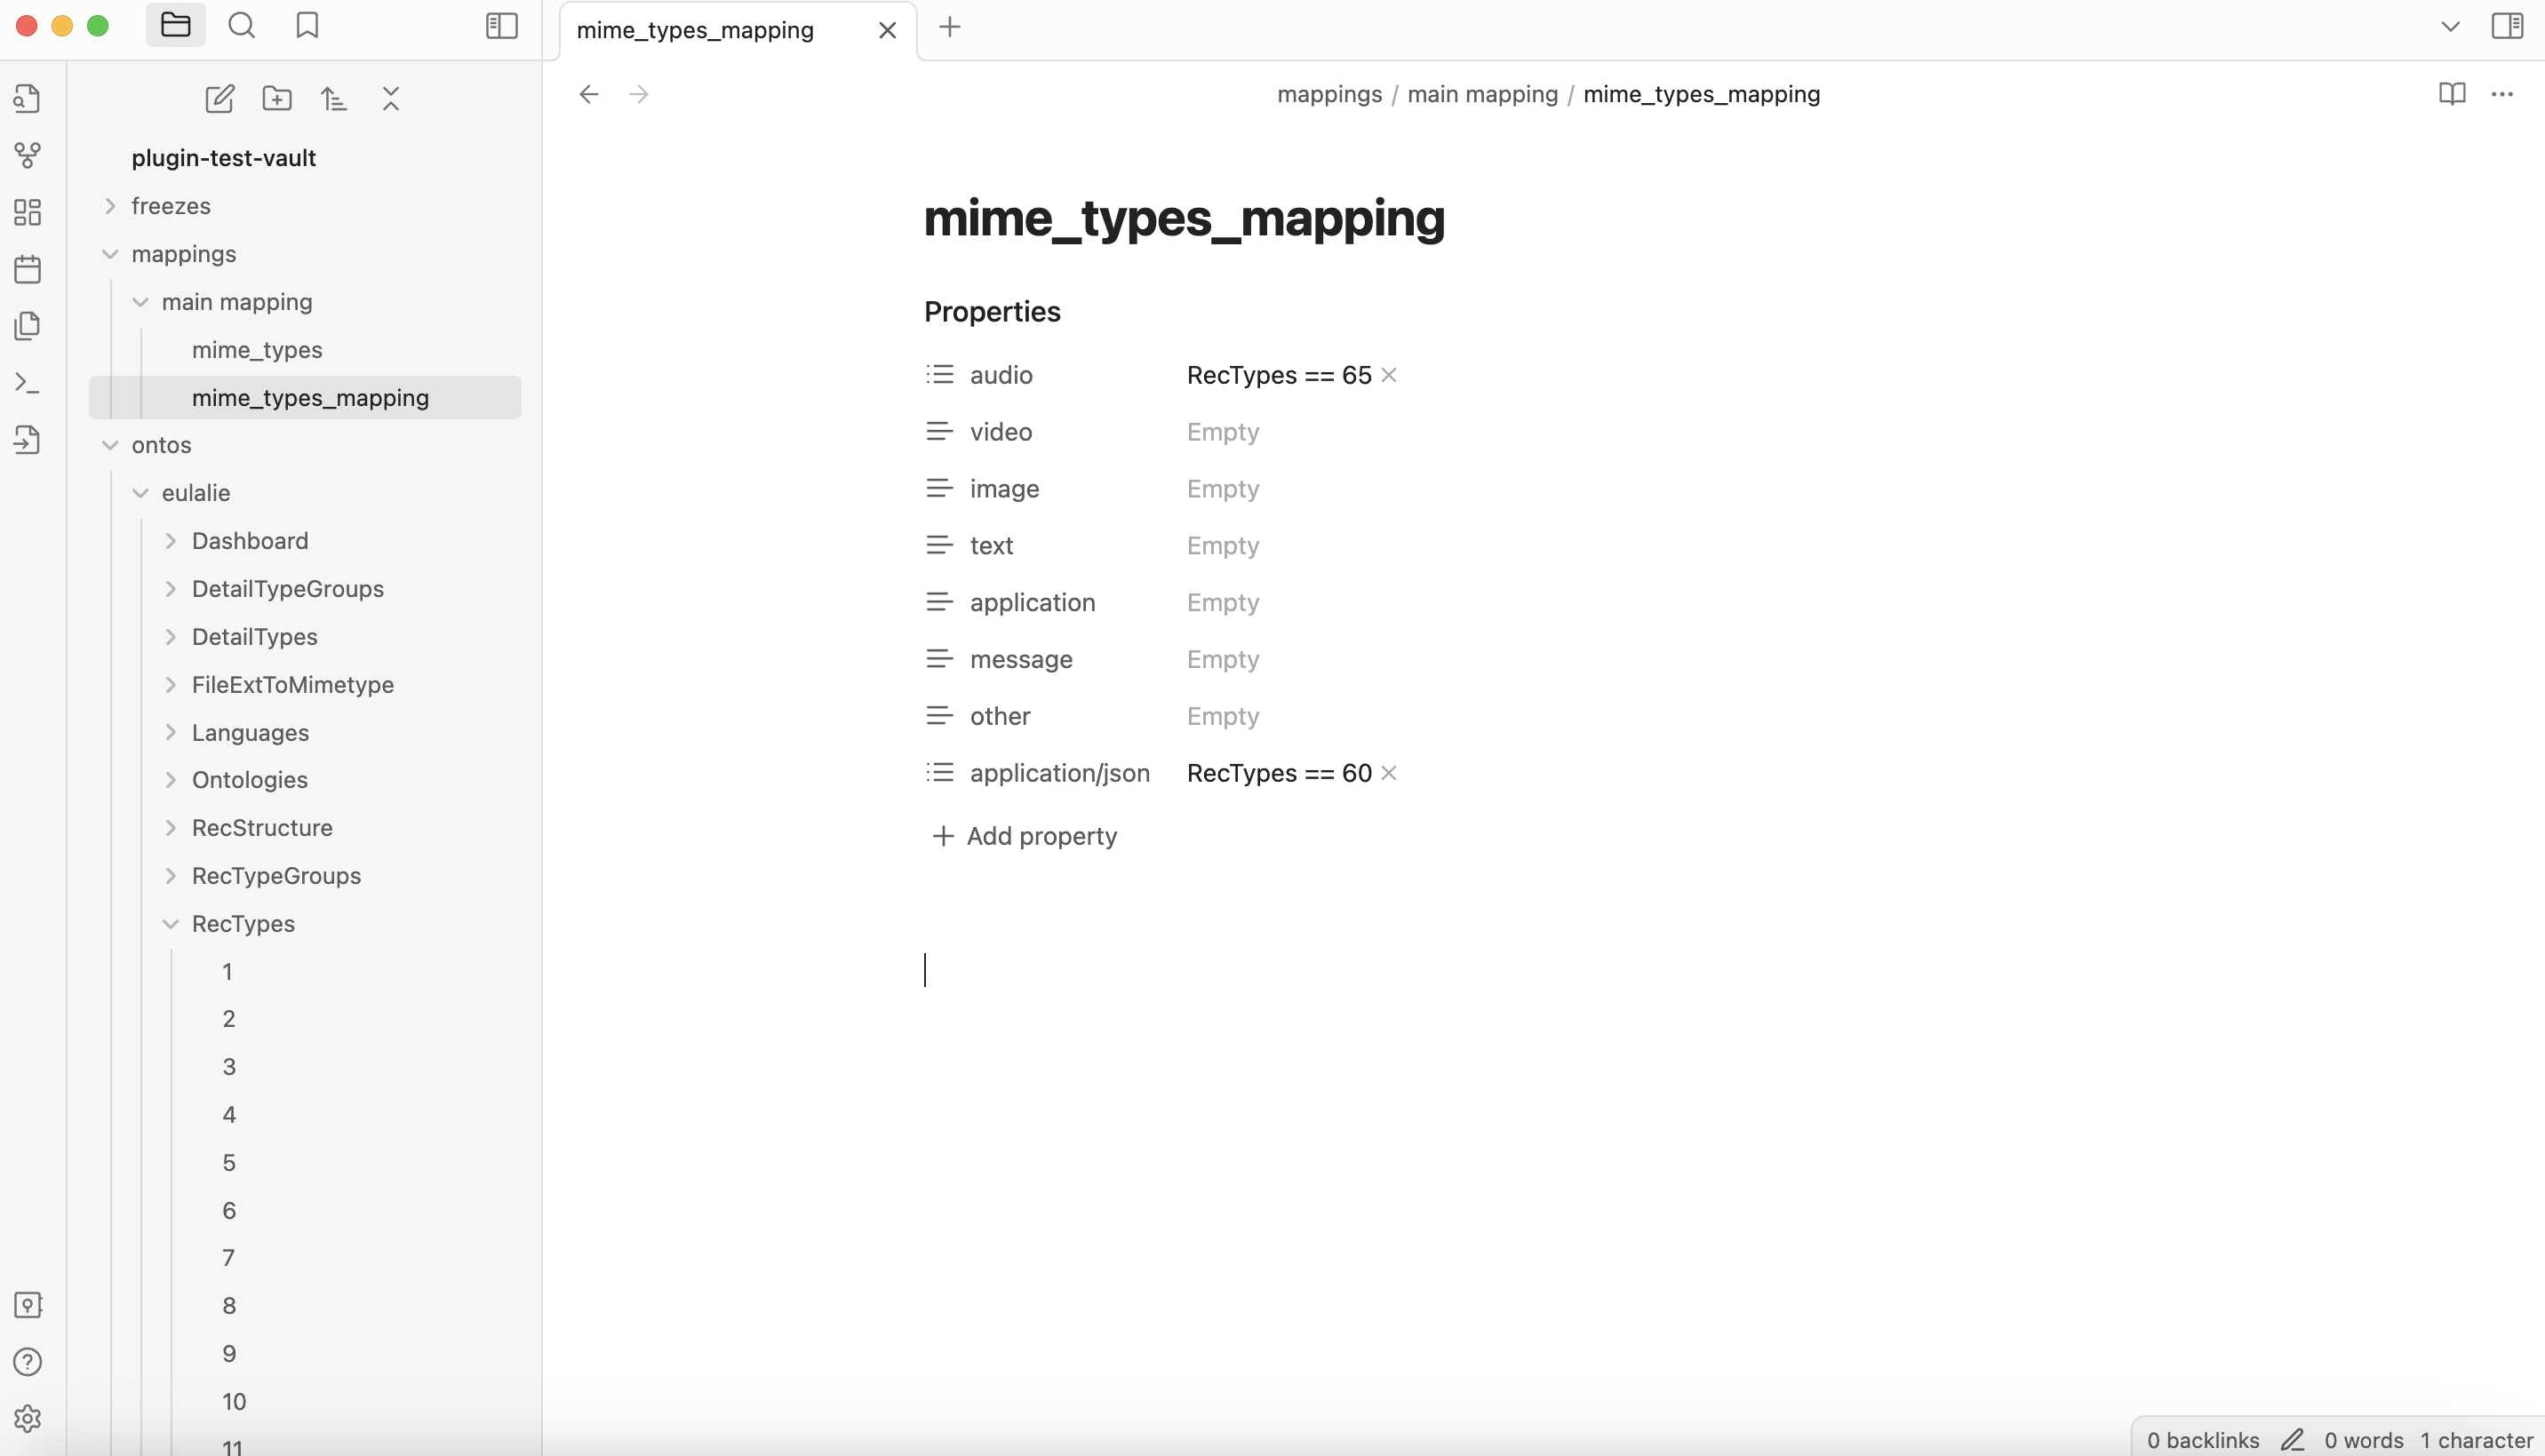 mime_types_mapping
mappings / main mapping / mime_types_mapping
plugin-test-vault
freezes
mappings
main mapping
mime_types
mime_types_mapping
ontos
eulalie
Dashboard
DetailTypeGroups
DetailTypes
FileExtToMimetype
Languages
Ontologies
RecStructure
RecTypeGroups
RecTypes
1
2
3
4
5
6
7
8
9
10
11
mime_types_mapping
Properties
audio RecTypes == 65
video Empty
image Empty
text Empty
application Empty
message Empty
other Empty
application/json RecTypes == 60
Add property
0 backlinks 0 words 1 character